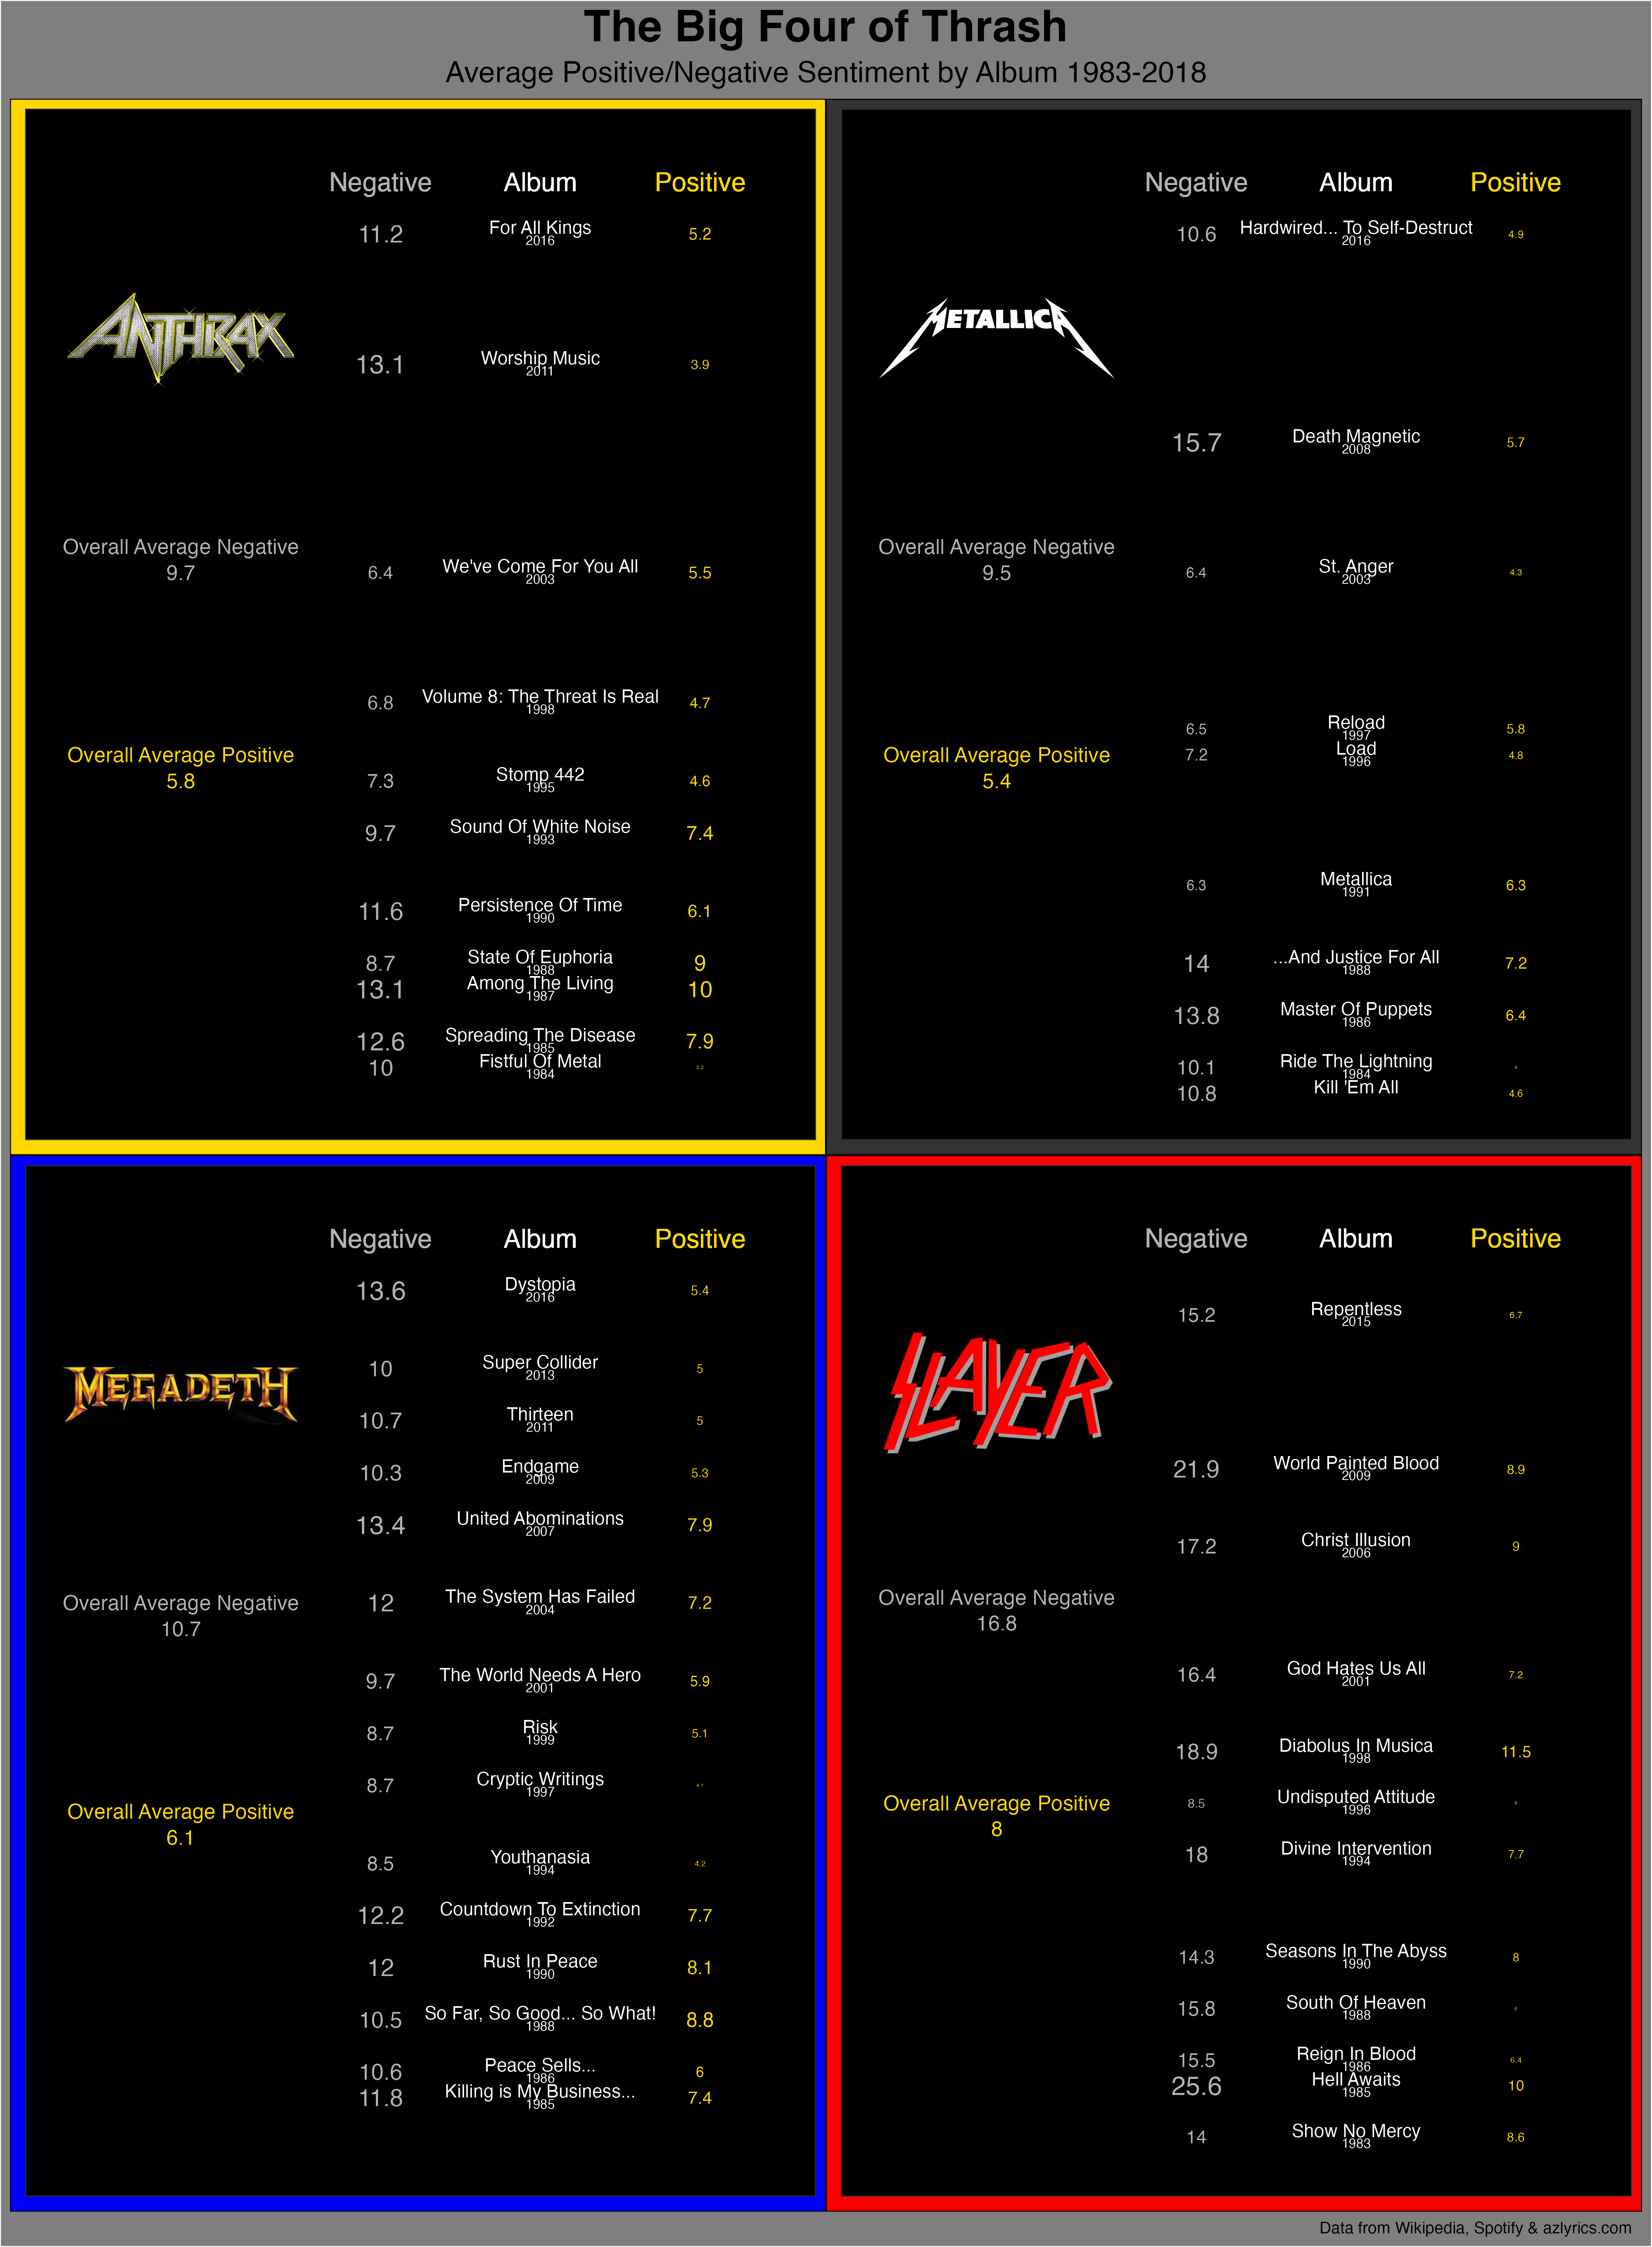 The Big Four of Thrash
Average Positive/Negative Sentiment by Album 1983-2018
Negative Album Positive
11.2 For All Kings 5.2
2016
ANTHRAX
13.1 Worship Music 3.9
2011
Overall Average Negative
9.7
6.4 We've Come For You All 5.5
2003
6.8 Volume 8: The Threat Is Real 4.7
1998
Overall Average Positive
5.8
7.3 Stomp 442 4.6
1995
9.7 Sound Of White Noise 7.4
1993
11.6 Persistence Of Time 6.1
1990
8.7 State Of Euphoria 9
1988
13.1 Among The Living 10
1987
12.6 Spreading The Disease 7.9
1985
10 Fistful Of Metal 2.2
1984
Negative Album Positive
10.6 Hardwired... To Self-Destruct 4.9
2016
METALLICA
15.7 Death Magnetic 5.7
2008
Overall Average Negative
9.5
6.4 St. Anger 4.3
2003
6.5 Reload 5.8
1997
7.2 Load 4.8
1996
Overall Average Positive
5.4
6.3 Metallica 6.3
1991
14 ...And Justice For All 7.2
1988
13.8 Master Of Puppets 6.4
1986
10.1 Ride The Lightning 4
1984
10.8 Kill 'Em All 4.6
Negative Album Positive
13.6 Dystopia 5.4
2016
MEGADETH
10 Super Collider 5
2013
10.7 Thirteen 5
2011
10.3 Endgame 5.3
2009
13.4 United Abominations 7.9
2007
Overall Average Negative
10.7
12 The System Has Failed 7.2
2004
9.7 The World Needs A Hero 5.9
2001
8.7 Risk 5.1
1999
8.7 Cryptic Writings 4.1
1997
Overall Average Positive
6.1
8.5 Youthanasia 4.2
1994
12.2 Countdown To Extinction 7.7
1992
12 Rust In Peace 8.1
1990
10.5 So Far, So Good... So What! 8.8
1988
10.6 Peace Sells... 6
1986
11.8 Killing is My Business... 7.4
1985
Negative Album Positive
15.2 Repentless 6.7
2015
SLAYER
21.9 World Painted Blood 8.9
2009
17.2 Christ Illusion 9
2006
Overall Average Negative
16.8
16.4 God Hates Us All 7.2
2001
18.9 Diabolus In Musica 11.5
1998
Overall Average Positive
8
8.5 Undisputed Attitude 6
1996
18 Divine Intervention 7.7
1994
14.3 Seasons In The Abyss 8
1990
15.8 South Of Heaven 6
1988
15.5 Reign In Blood 6.4
1986
25.6 Hell Awaits 10
1985
14 Show No Mercy 8.6
1983
Data from Wikipedia, Spotify & azlyrics.com